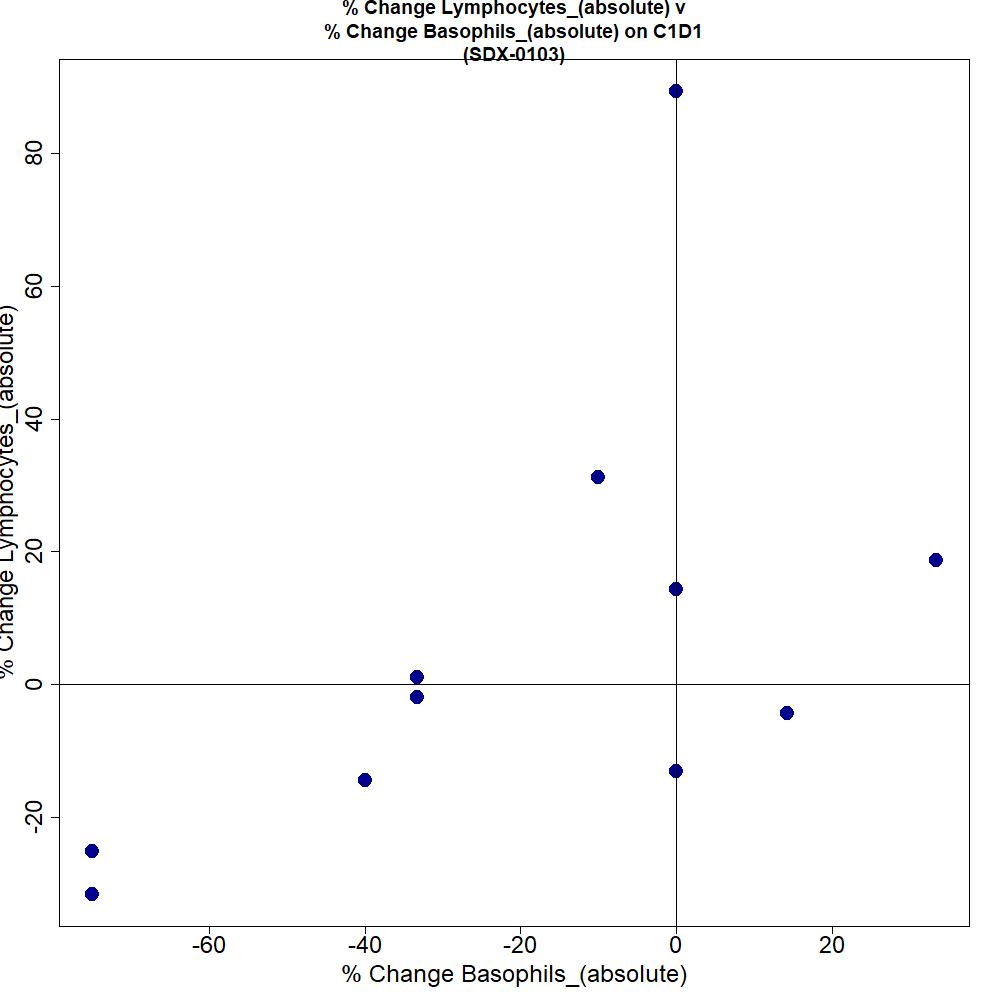 % Change Lymphocytes_(absolute) v
% Change Basophils_(absolute) on C1D1
(SDX-0103)
% Change Lymphocytes_(absolute)
80
60
40
20
0
-20
-60
-40
-20
0
20
% Change Basophils_(absolute)